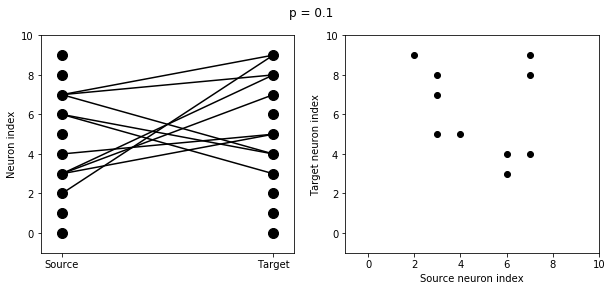 p = 0.1
Neuron index
10
8
6
4
2
0
Source Target
Target neuron index
10
8
6
4
2
0
0 2 4 6 8 10
Source neuron index